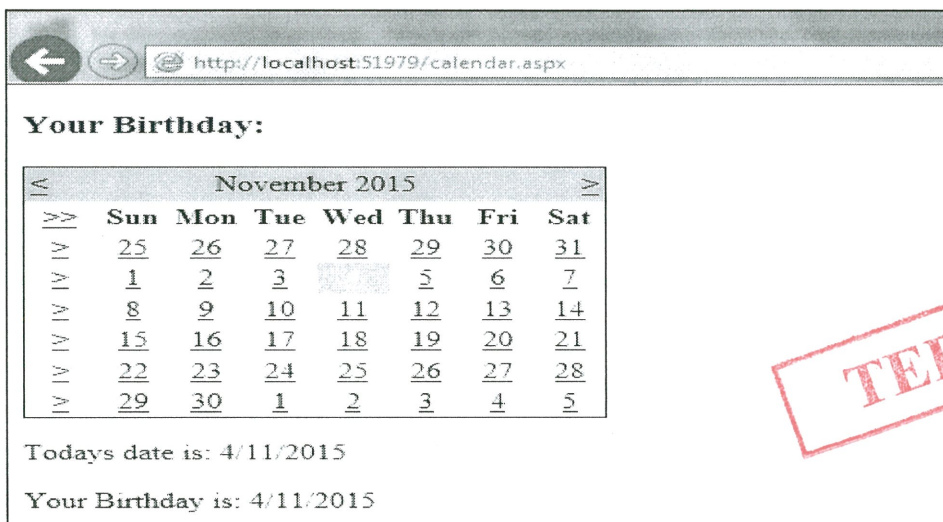 http://localhost:51979/calendar.aspx
Your Birthday:
< November 2015 >
>> Sun Mon Tue Wed Thu Fri Sat
> 25 26 27 28 29 30 31
> 1 2 3 5 6 7
> 8 9 10 11 12 13 14
> 15 16 17 18 19 20 21
> 22 23 24 25 26 27 28
> 29 30 1 2 3 4 5
Todays date is: 4/11/2015
Your Birthday is: 4/11/2015